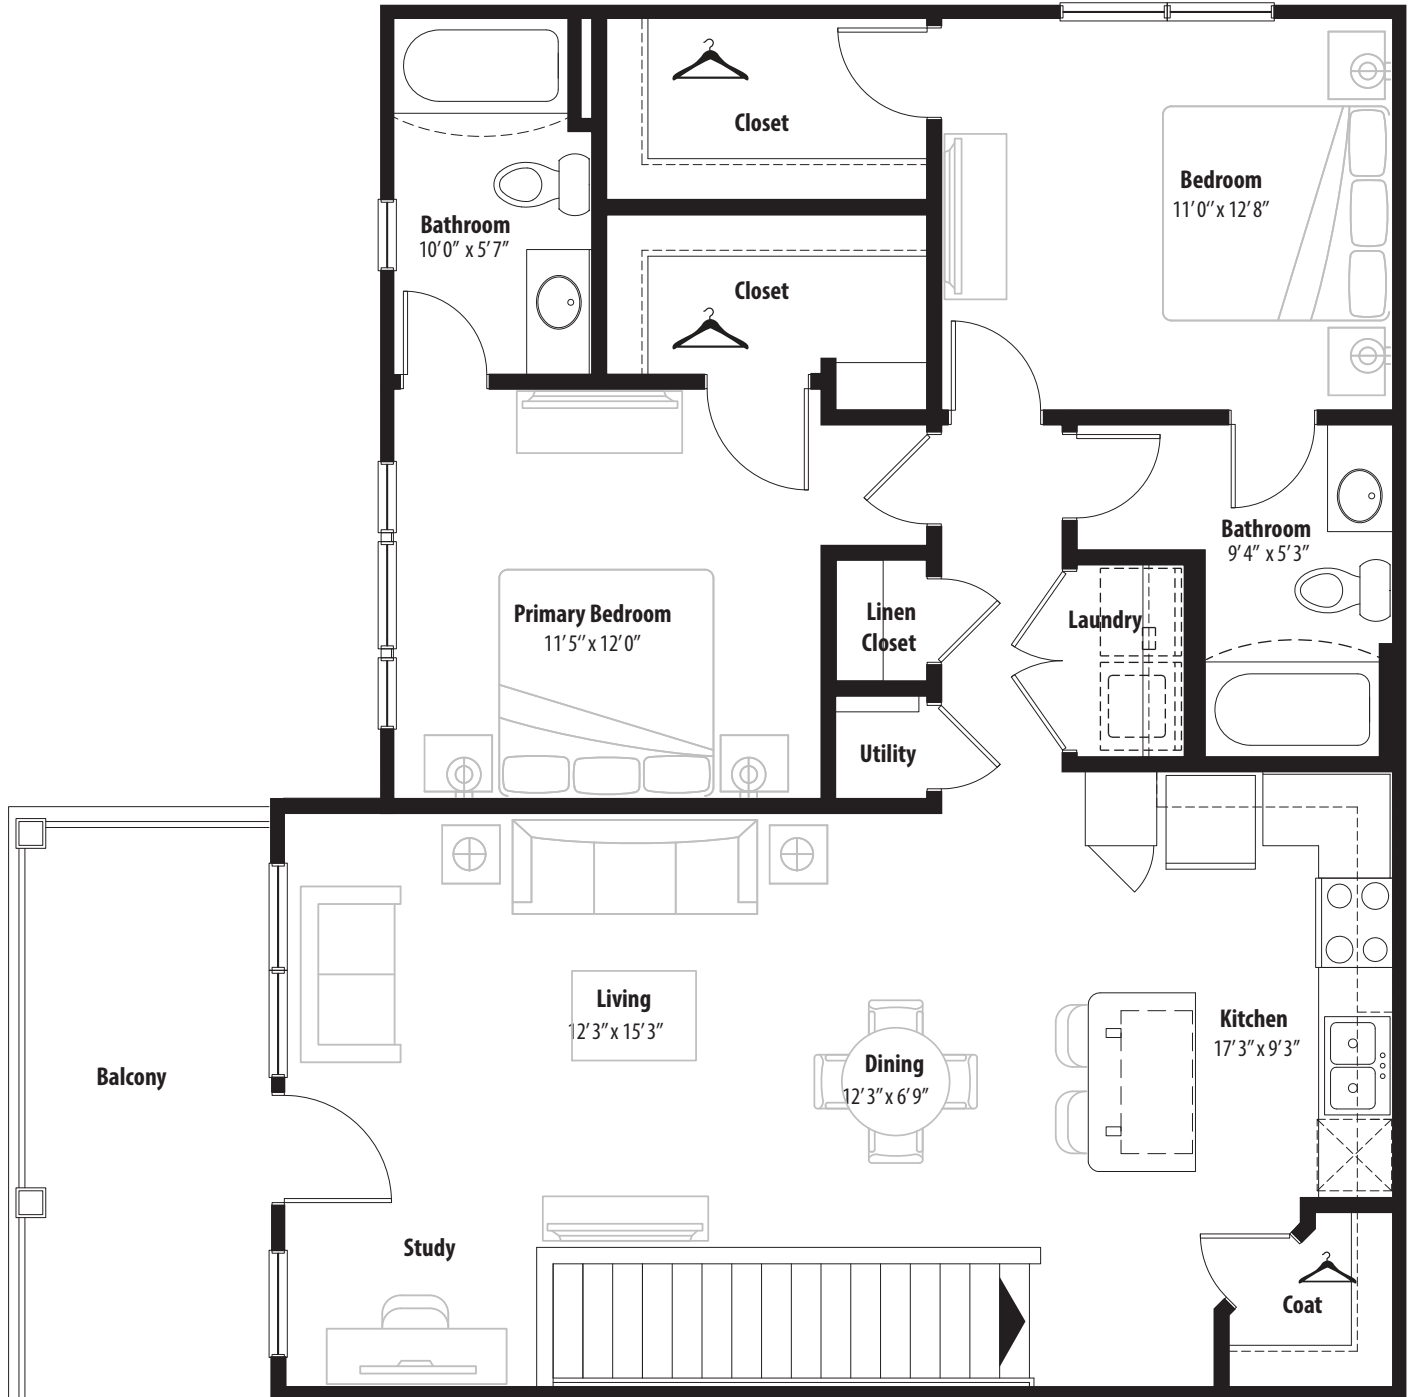 Closet
Bedroom
11'0" x 12'8"
Bathroom
10'0" x 5'7"
Closet
Bathroom
9'4" x 5'3"
Primary Bedroom
11'5" x 12'0"
Linen
Closet
Laundry
Utility
Living
12'3" x 15'3"
Kitchen
17'3" x 9'3"
Balcony
Dining
12'3" x 6'9"
Study
Coat